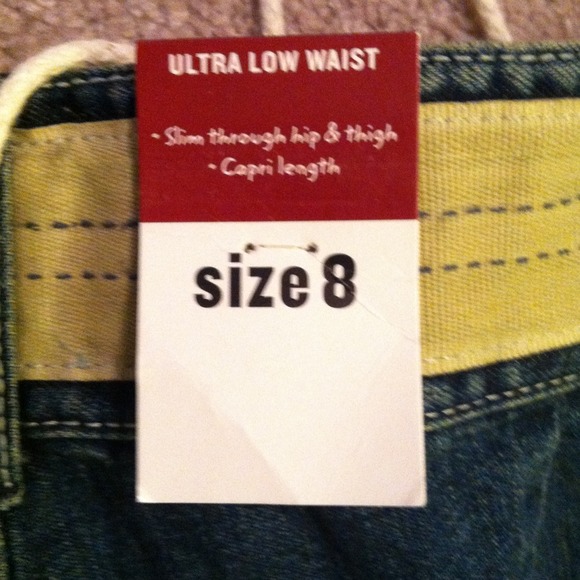 ULTRA LOW WAIST
- Slim through hip & thigh
- Capri length
size 8